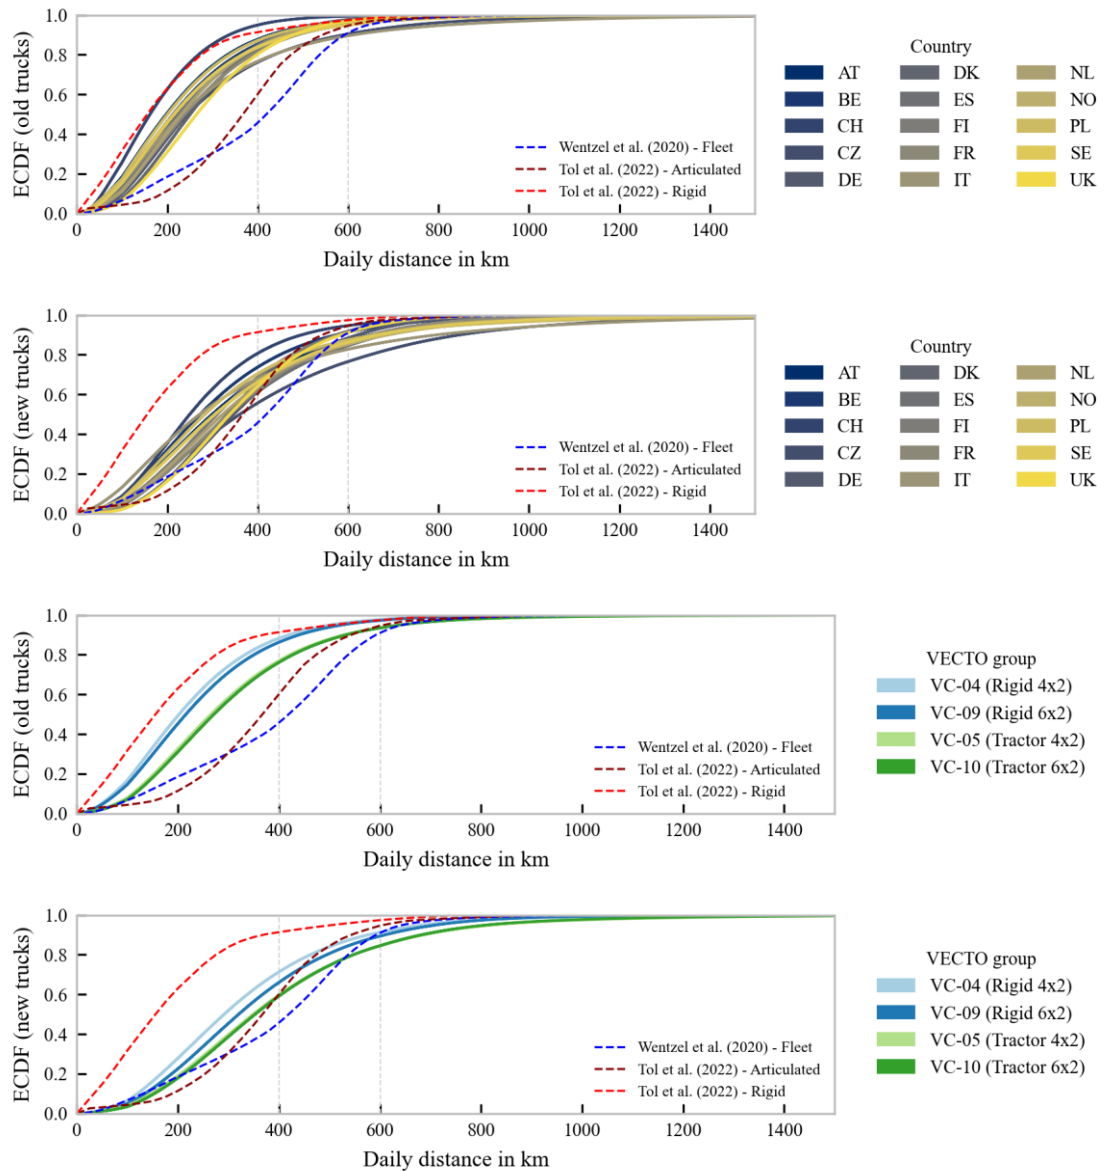 ECDF (old trucks)
1.0
0.8
0.6
0.4
0.2
0.0
0 200 400 600 800 1000 1200 1400
Daily distance in km
Wentzel et al. (2020) - Fleet
Tol et al. (2022) - Articulated
Tol et al. (2022) - Rigid
Country
AT DK NL
BE ES NO
CH FI PL
CZ FR SE
DE IT UK
ECDF (new trucks)
1.0
0.8
0.6
0.4
0.2
0.0
0 200 400 600 800 1000 1200 1400
Daily distance in km
Wentzel et al. (2020) - Fleet
Tol et al. (2022) - Articulated
Tol et al. (2022) - Rigid
Country
AT DK NL
BE ES NO
CH FI PL
CZ FR SE
DE IT UK
ECDF (old trucks)
1.0
0.8
0.6
0.4
0.2
0.0
0 200 400 600 800 1000 1200 1400
Daily distance in km
Wentzel et al. (2020) - Fleet
Tol et al. (2022) - Articulated
Tol et al. (2022) - Rigid
VECTO group
VC-04 (Rigid 4x2)
VC-09 (Rigid 6x2)
VC-05 (Tractor 4x2)
VC-10 (Tractor 6x2)
ECDF (new trucks)
1.0
0.8
0.6
0.4
0.2
0.0
0 200 400 600 800 1000 1200 1400
Daily distance in km
Wentzel et al. (2020) - Fleet
Tol et al. (2022) - Articulated
Tol et al. (2022) - Rigid
VECTO group
VC-04 (Rigid 4x2)
VC-09 (Rigid 6x2)
VC-05 (Tractor 4x2)
VC-10 (Tractor 6x2)